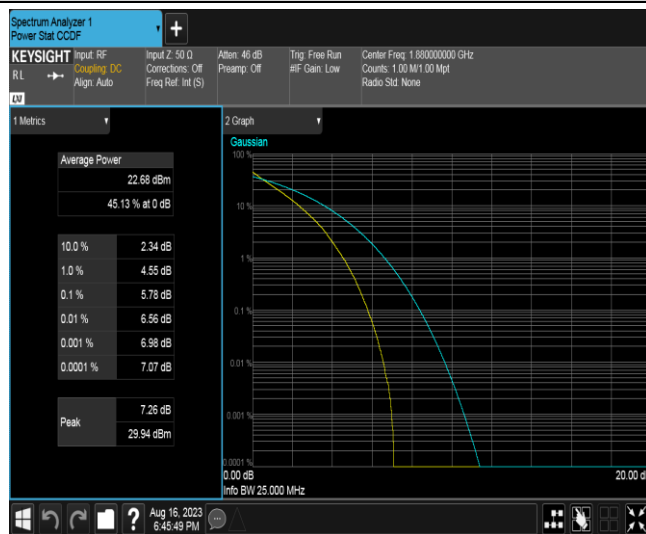 Spectrum Analyzer 1
Power Stat CCDF
KEYSIGHT
RL
Input: RF
Coupling: DC
Align: Auto
Input Z: 50 Ω
Corrections: Off
Freq Ref: Int (S)
Atten: 46 dB
Preamp: Off
Trig: Free Run
#IF Gain: Low
Center Freq: 1.880000000 GHz
Counts: 1.00 M/1.00 Mpt
Radio Std: None
1 Metrics
Average Power
22.68 dBm
45.13 % at 0 dB
10.0 % 2.34 dB
1.0 % 4.55 dB
0.1 % 5.78 dB
0.01 % 6.56 dB
0.001 % 6.98 dB
0.0001 % 7.07 dB
Peak
7.26 dB
29.94 dBm
2 Graph
Gaussian
100 %
10 %
1 %
0.1 %
0.01 %
0.001 %
0.0001 %
0.00 dB
20.00 d
Info BW 25.000 MHz
Aug 16, 2023
6:45:49 PM